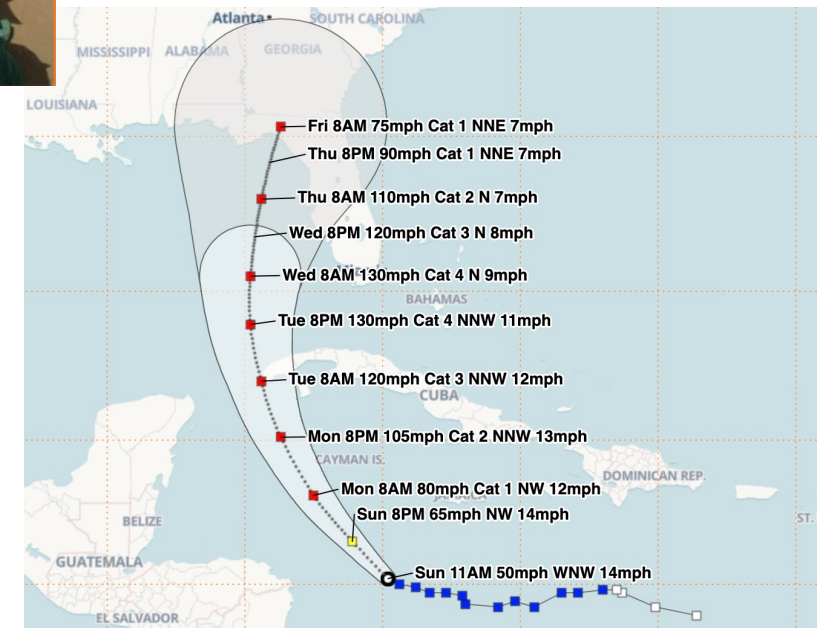 Atlanta
SOUTH CAROLINA
MISSISSIPPI
ALABAMA
GEORGIA
LOUISIANA
Fri 8AM 75mph Cat 1 NNE 7mph
Thu 8PM 90mph Cat 1 NNE 7mph
Thu 8AM 110mph Cat 2 N 7mph
Wed 8PM 120mph Cat 3 N 8mph
Wed 8AM 130mph Cat 4 N 9mph
BAHAMAS
Tue 8PM 130mph Cat 4 NNW 11mph
Tue 8AM 120mph Cat 3 NNW 12mph
CUBA
Mon 8PM 105mph Cat 2 NNW 13mph
CAYMAN IS.
DOMINICAN REP.
Mon 8AM 80mph Cat 1 NW 12mph
Sun 8PM 65mph NW 14mph
BELIZE
ST.
GUATEMALA
Sun 11AM 50mph WNW 14mph
EL SALVADOR